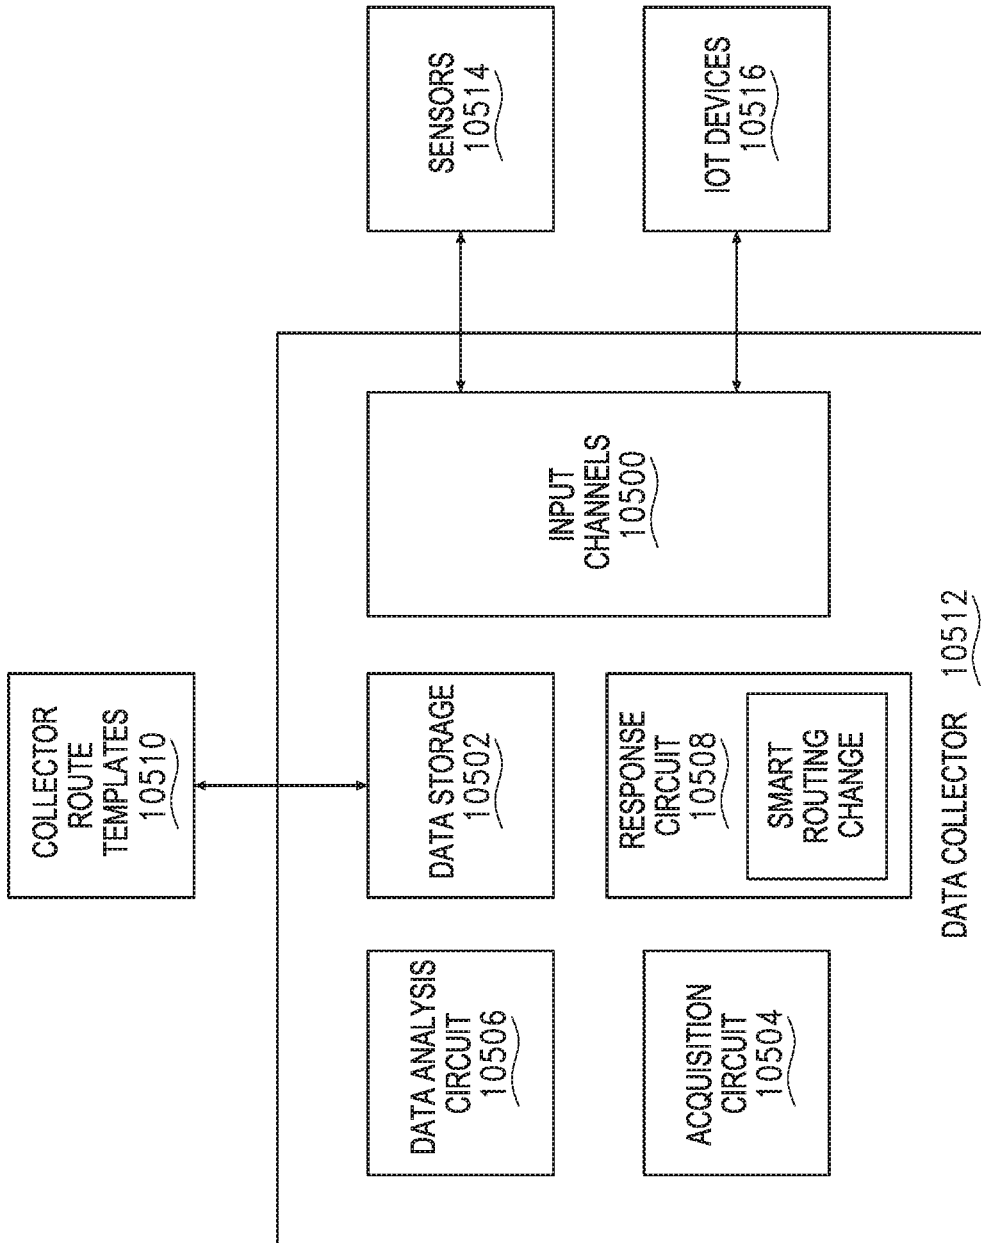 COLLECTOR
ROUTE
TEMPLATES
10510
DATA ANALYSIS
CIRCUIT
10506
DATA STORAGE
10502
INPUT
CHANNELS
10500
SENSORS
10514
ACQUISITION
CIRCUIT
10504
RESPONSE
CIRCUIT
10508
SMART
ROUTING
CHANGE
IOT DEVICES
10516
DATA COLLECTOR 10512